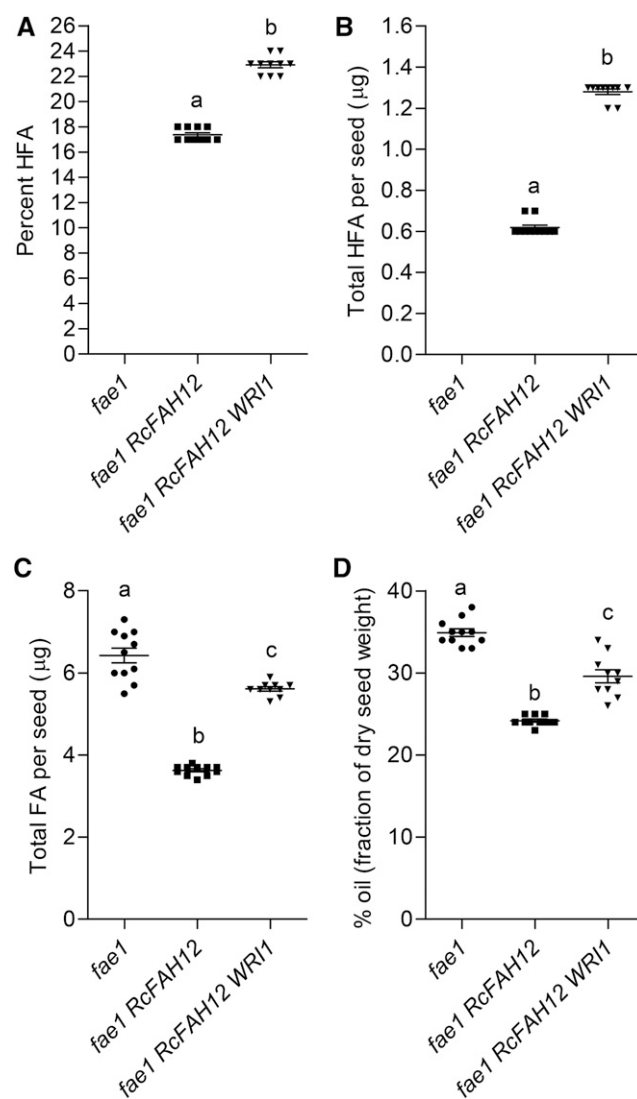 A
Percent HFA
26
24
22
20
18
16
14
12
10
8
6
4
2
0
a
b
fae1
fae1 RcFAH12
fae1 RcFAH12 WRI1
B
Total HFA per seed (µg)
1.6
1.4
1.2
1.0
0.8
0.6
0.4
0.2
0.0
a
b
fae1
fae1 RcFAH12
fae1 RcFAH12 WRI1
C
Total FA per seed (µg)
8
6
4
2
0
a
b
c
fae1
fae1 RcFAH12
fae1 RcFAH12 WRI1
D
% oil (fraction of dry seed weight)
40
30
20
10
0
a
b
c
fae1
fae1 RcFAH12
fae1 RcFAH12 WRI1